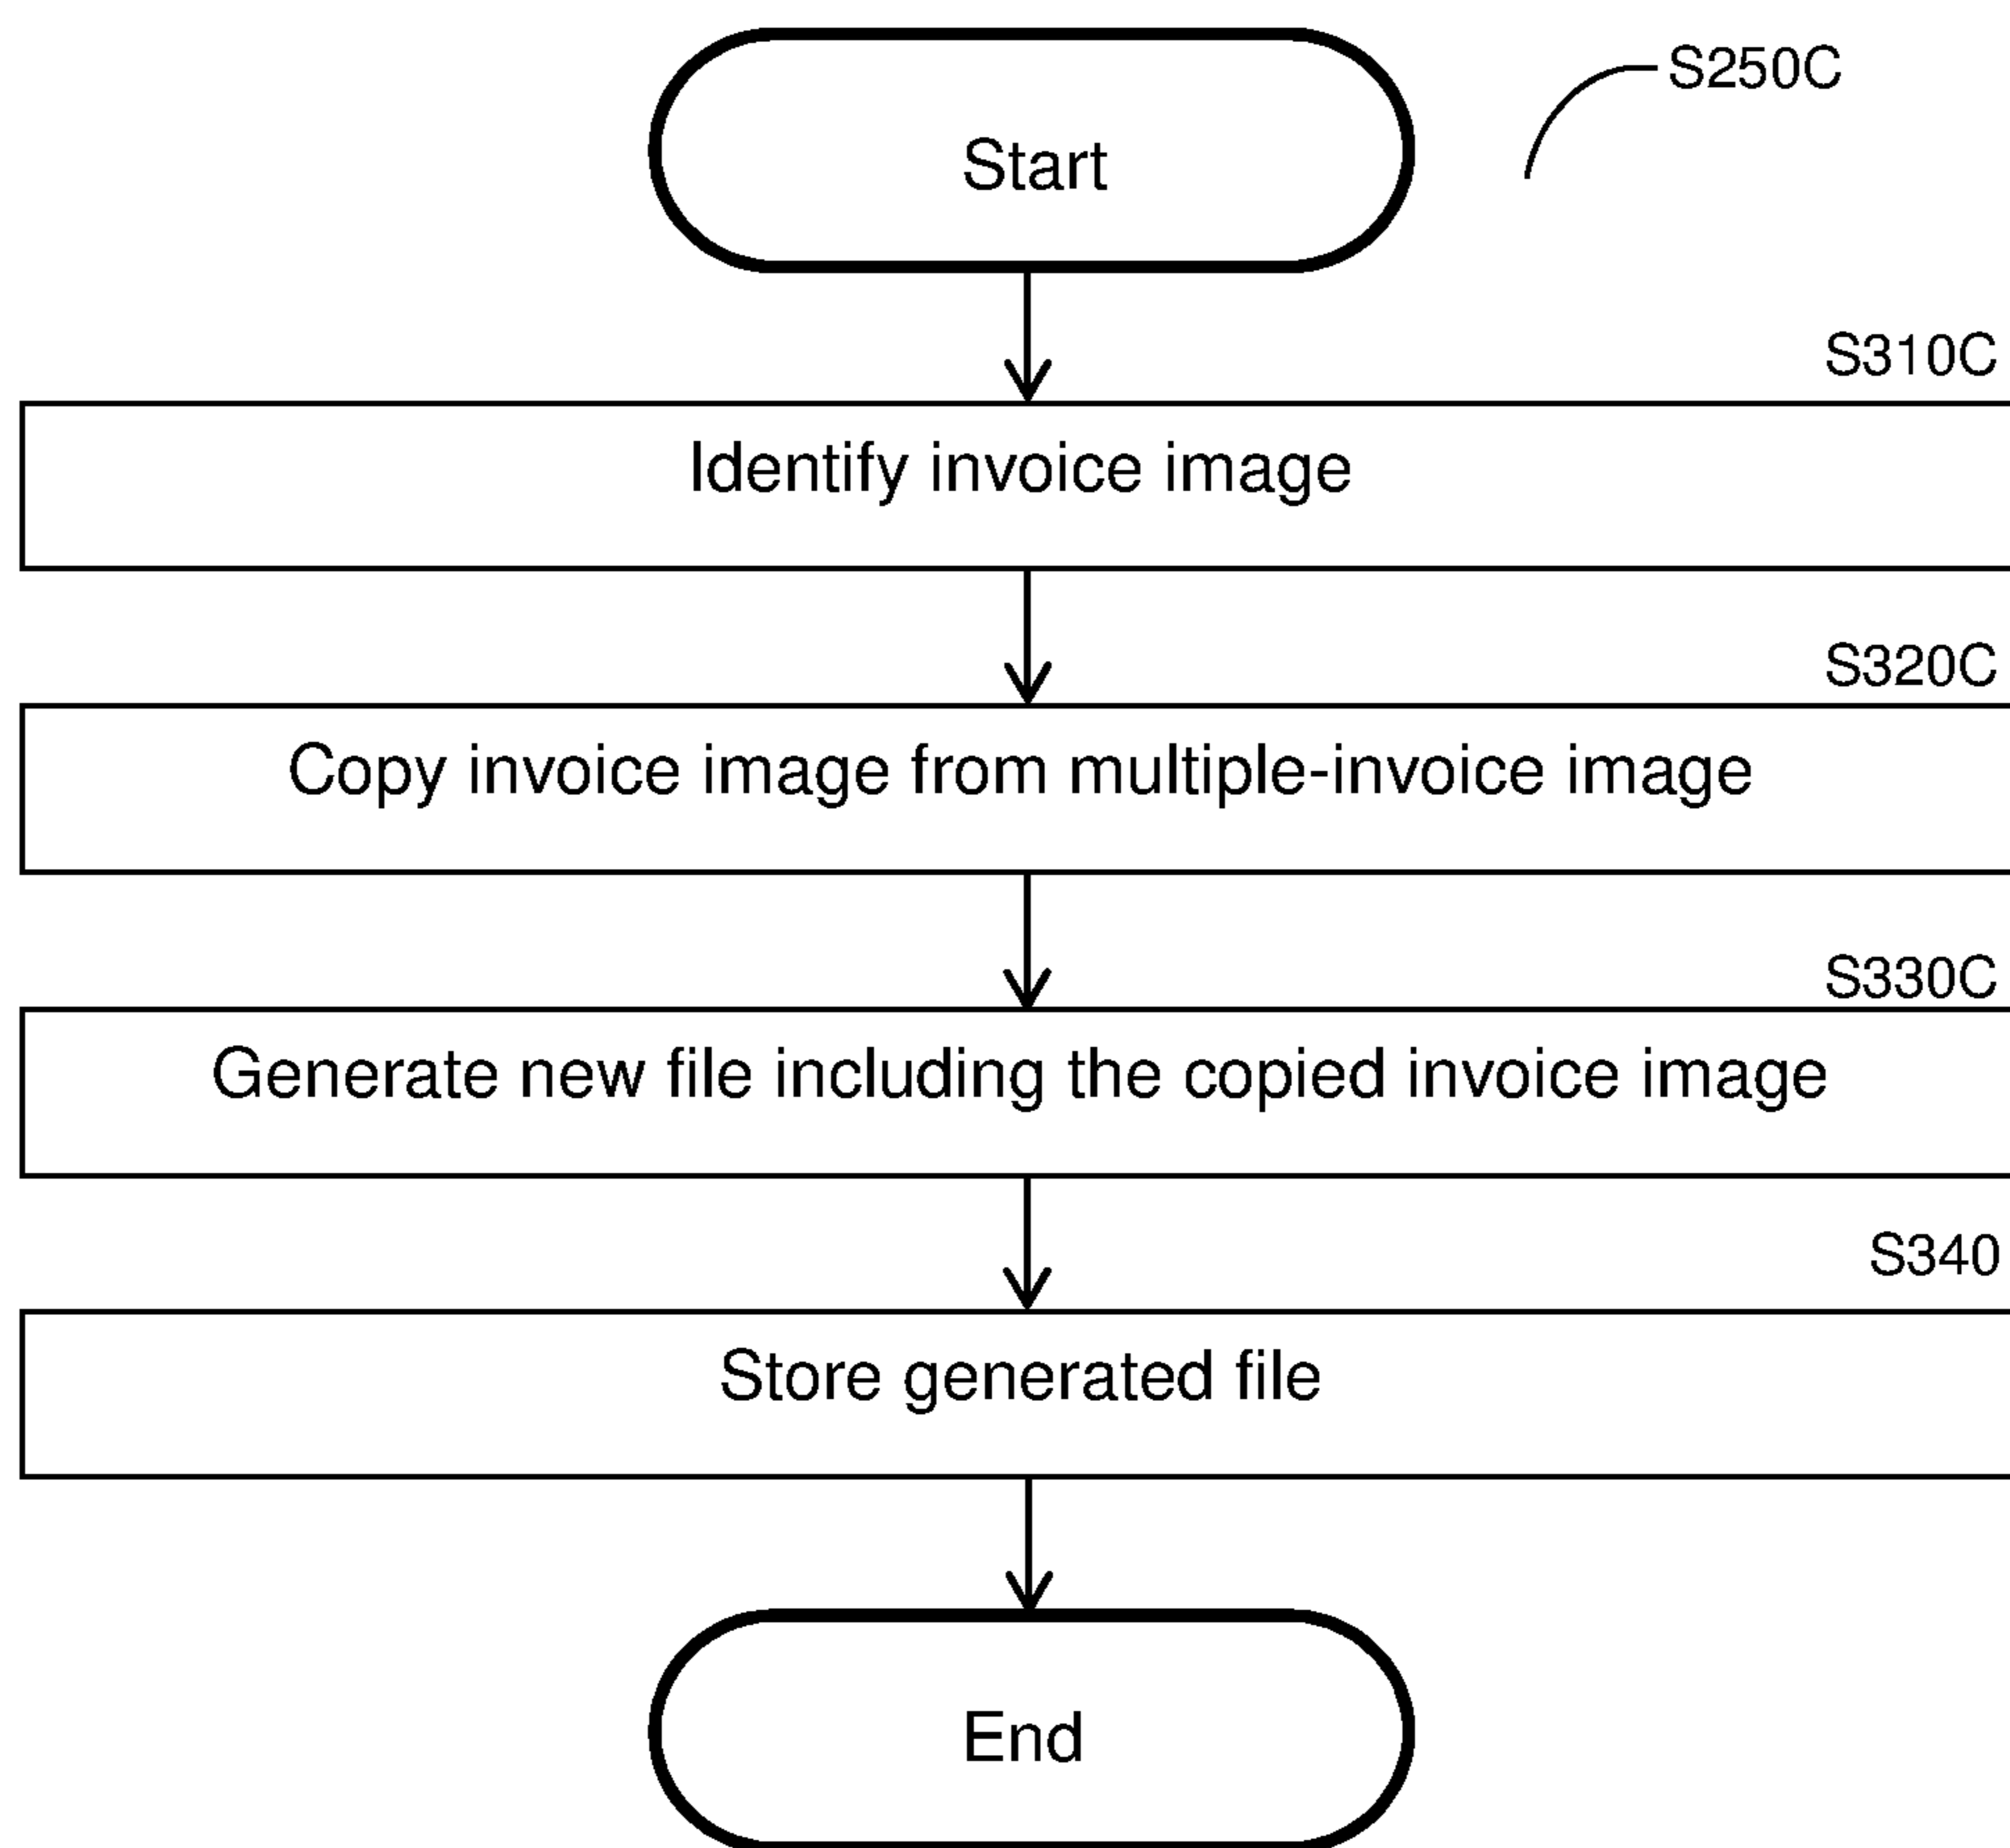 Start
S250C
S310C
Identify invoice image
S320C
Copy invoice image from multiple-invoice image
S330C
Generate new file including the copied invoice image
S340
Store generated file
End